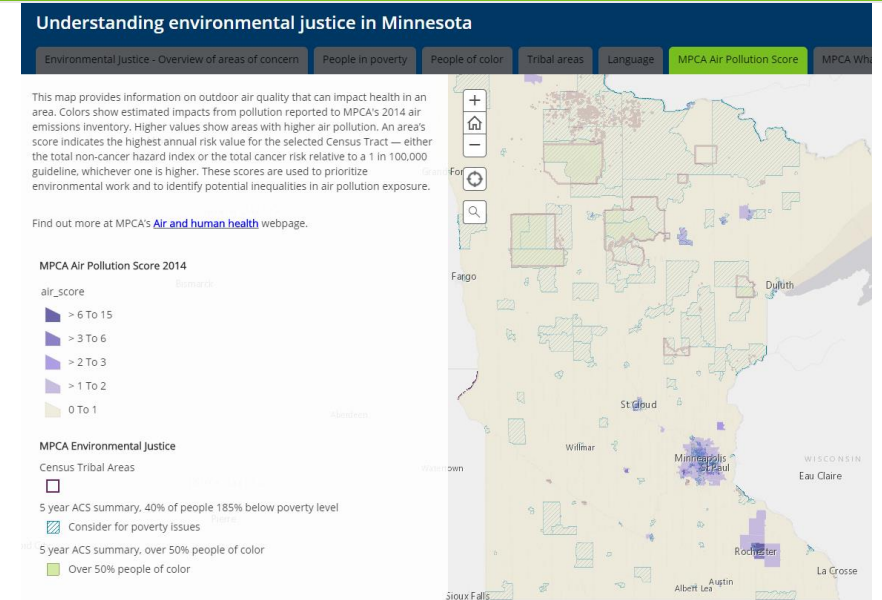 Understanding environmental justice in Minnesota
Environmental Justice - Overview of areas of concern
People in poverty
People of color
Tribal areas
Language
MPCA Air Pollution Score
MPCA Wha
This map provides information on outdoor air quality that can impact health in an
area. Colors show estimated impacts from pollution reported to MPCA's 2014 air
emissions inventory. Higher values show areas with higher air pollution. An area's
score indicates the highest annual risk value for the selected Census Tract — either
the total non-cancer hazard index or the total cancer risk relative to a 1 in 100,000
guideline, whichever one is higher. These scores are used to prioritize
environmental work and to identify potential inequalities in air pollution exposure.
Find out more at MPCA's Air and human health webpage.
MPCA Air Pollution Score 2014
air_score
> 6 To 15
> 3 To 6
> 2 To 3
> 1 To 2
0 To 1
MPCA Environmental Justice
Census Tribal Areas
5 year ACS summary, 40% of people 185% below poverty level
Consider for poverty issues
5 year ACS summary, over 50% people of color
Over 50% people of color
Bismarck
Aberdeen
Fargo
Duluth
St Cloud
Willmar
Minneapolis
St Paul
WISCONSIN
Eau Claire
Rochester
La Crosse
Austin
Albert Lea
Sioux Falls